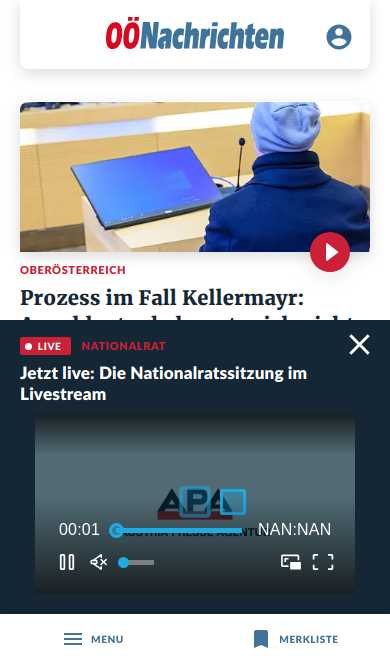 OÖNachrichten
OBERÖSTERREICH
Prozess im Fall Kellermayr:
LIVE NATIONALRAT
Jetzt live: Die Nationalratssitzung im
Livestream
APA
00:01 NAN:NAN
AUSTRIA PRESSE AGENTUR
MENU MERKLISTE